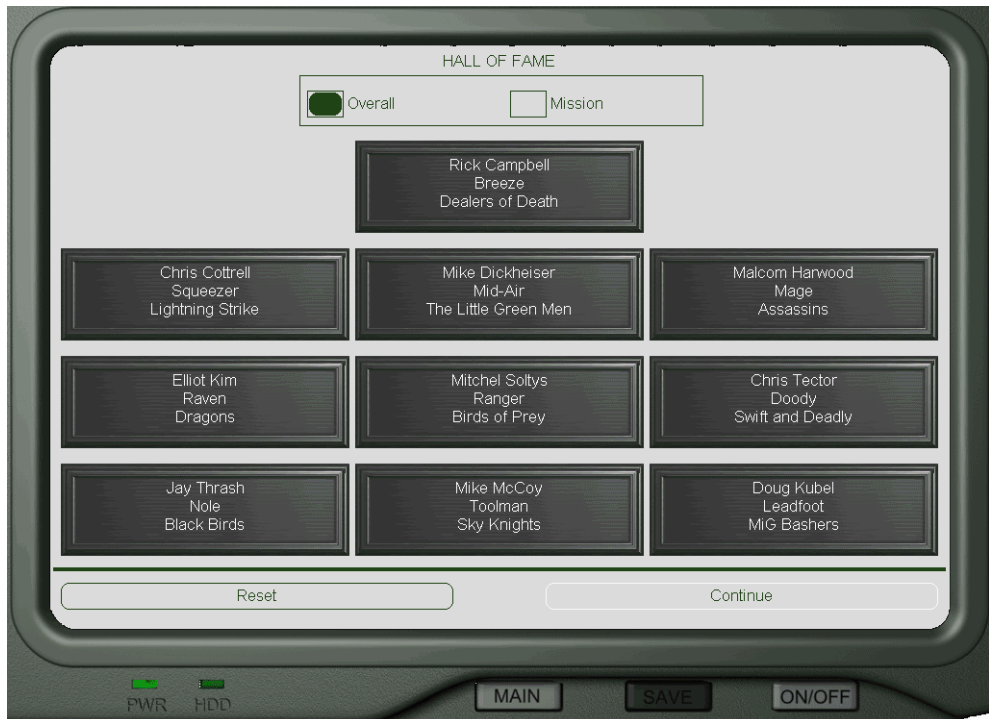 HALL OF FAME
Overall
Mission
Rick Campbell
Breeze
Dealers of Death
Chris Cottrell
Squeezer
Lightning Strike
Mike Dickheiser
Mid-Air
The Little Green Men
Malcom Harwood
Mage
Assassins
Elliot Kim
Raven
Dragons
Mitchel Soltys
Ranger
Birds of Prey
Chris Tector
Doody
Swift and Deadly
Jay Thrash
Nole
Black Birds
Mike McCoy
Toolman
Sky Knights
Doug Kubel
Leadfoot
MiG Bashers
Reset
Continue
PWR
HDD
MAIN
SAVE
ON/OFF